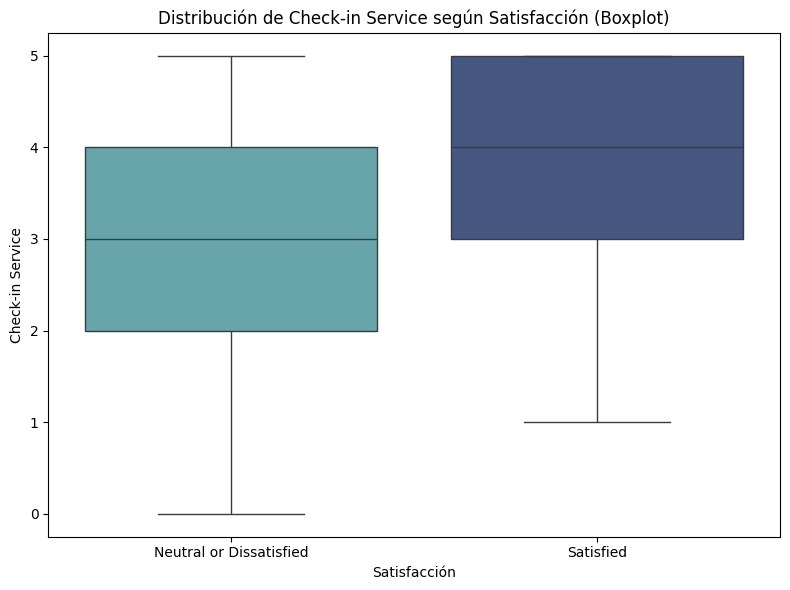 Distribución de Check-in Service según Satisfacción (Boxplot)
5
4
3
2
1
0
Check-in Service
Neutral or Dissatisfied
Satisfied
Satisfacción